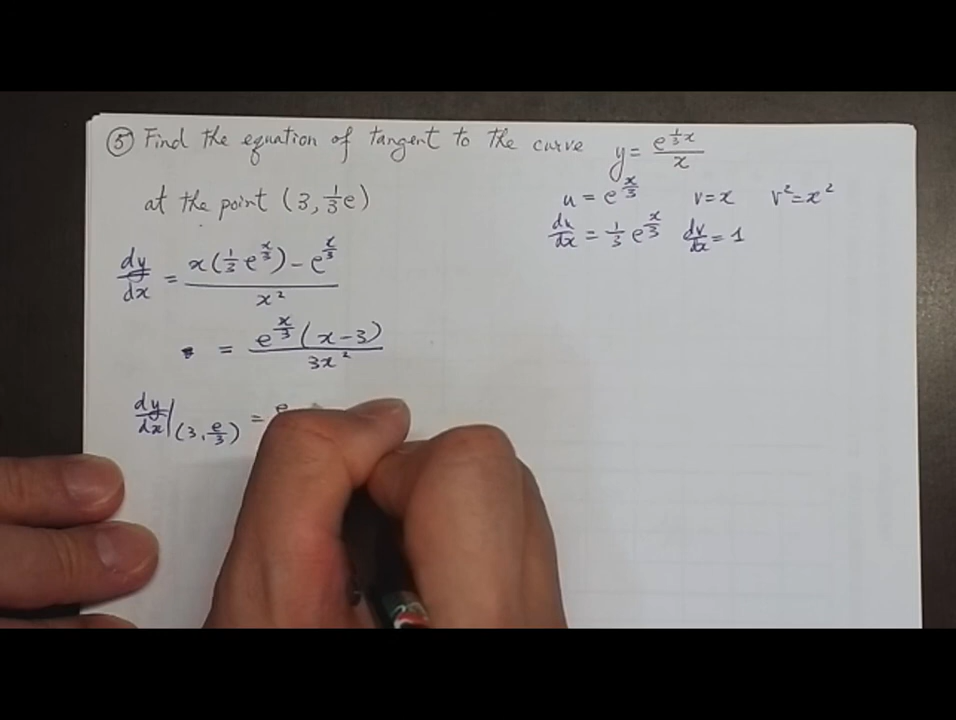 ⑤ Find the equation of tangent to the curve y = e^(1/3 x) / x
at the point (3, 1/3 e)
u = e^(x/3) v = x v² = x²
du/dx = 1/3 e^(x/3) dv/dx = 1
dy/dx = (x(1/3 e^(x/3)) − e^(x/3)) / x²
= e^(x/3) (x−3) / 3x²
dy/dx |(3, e/3) = e